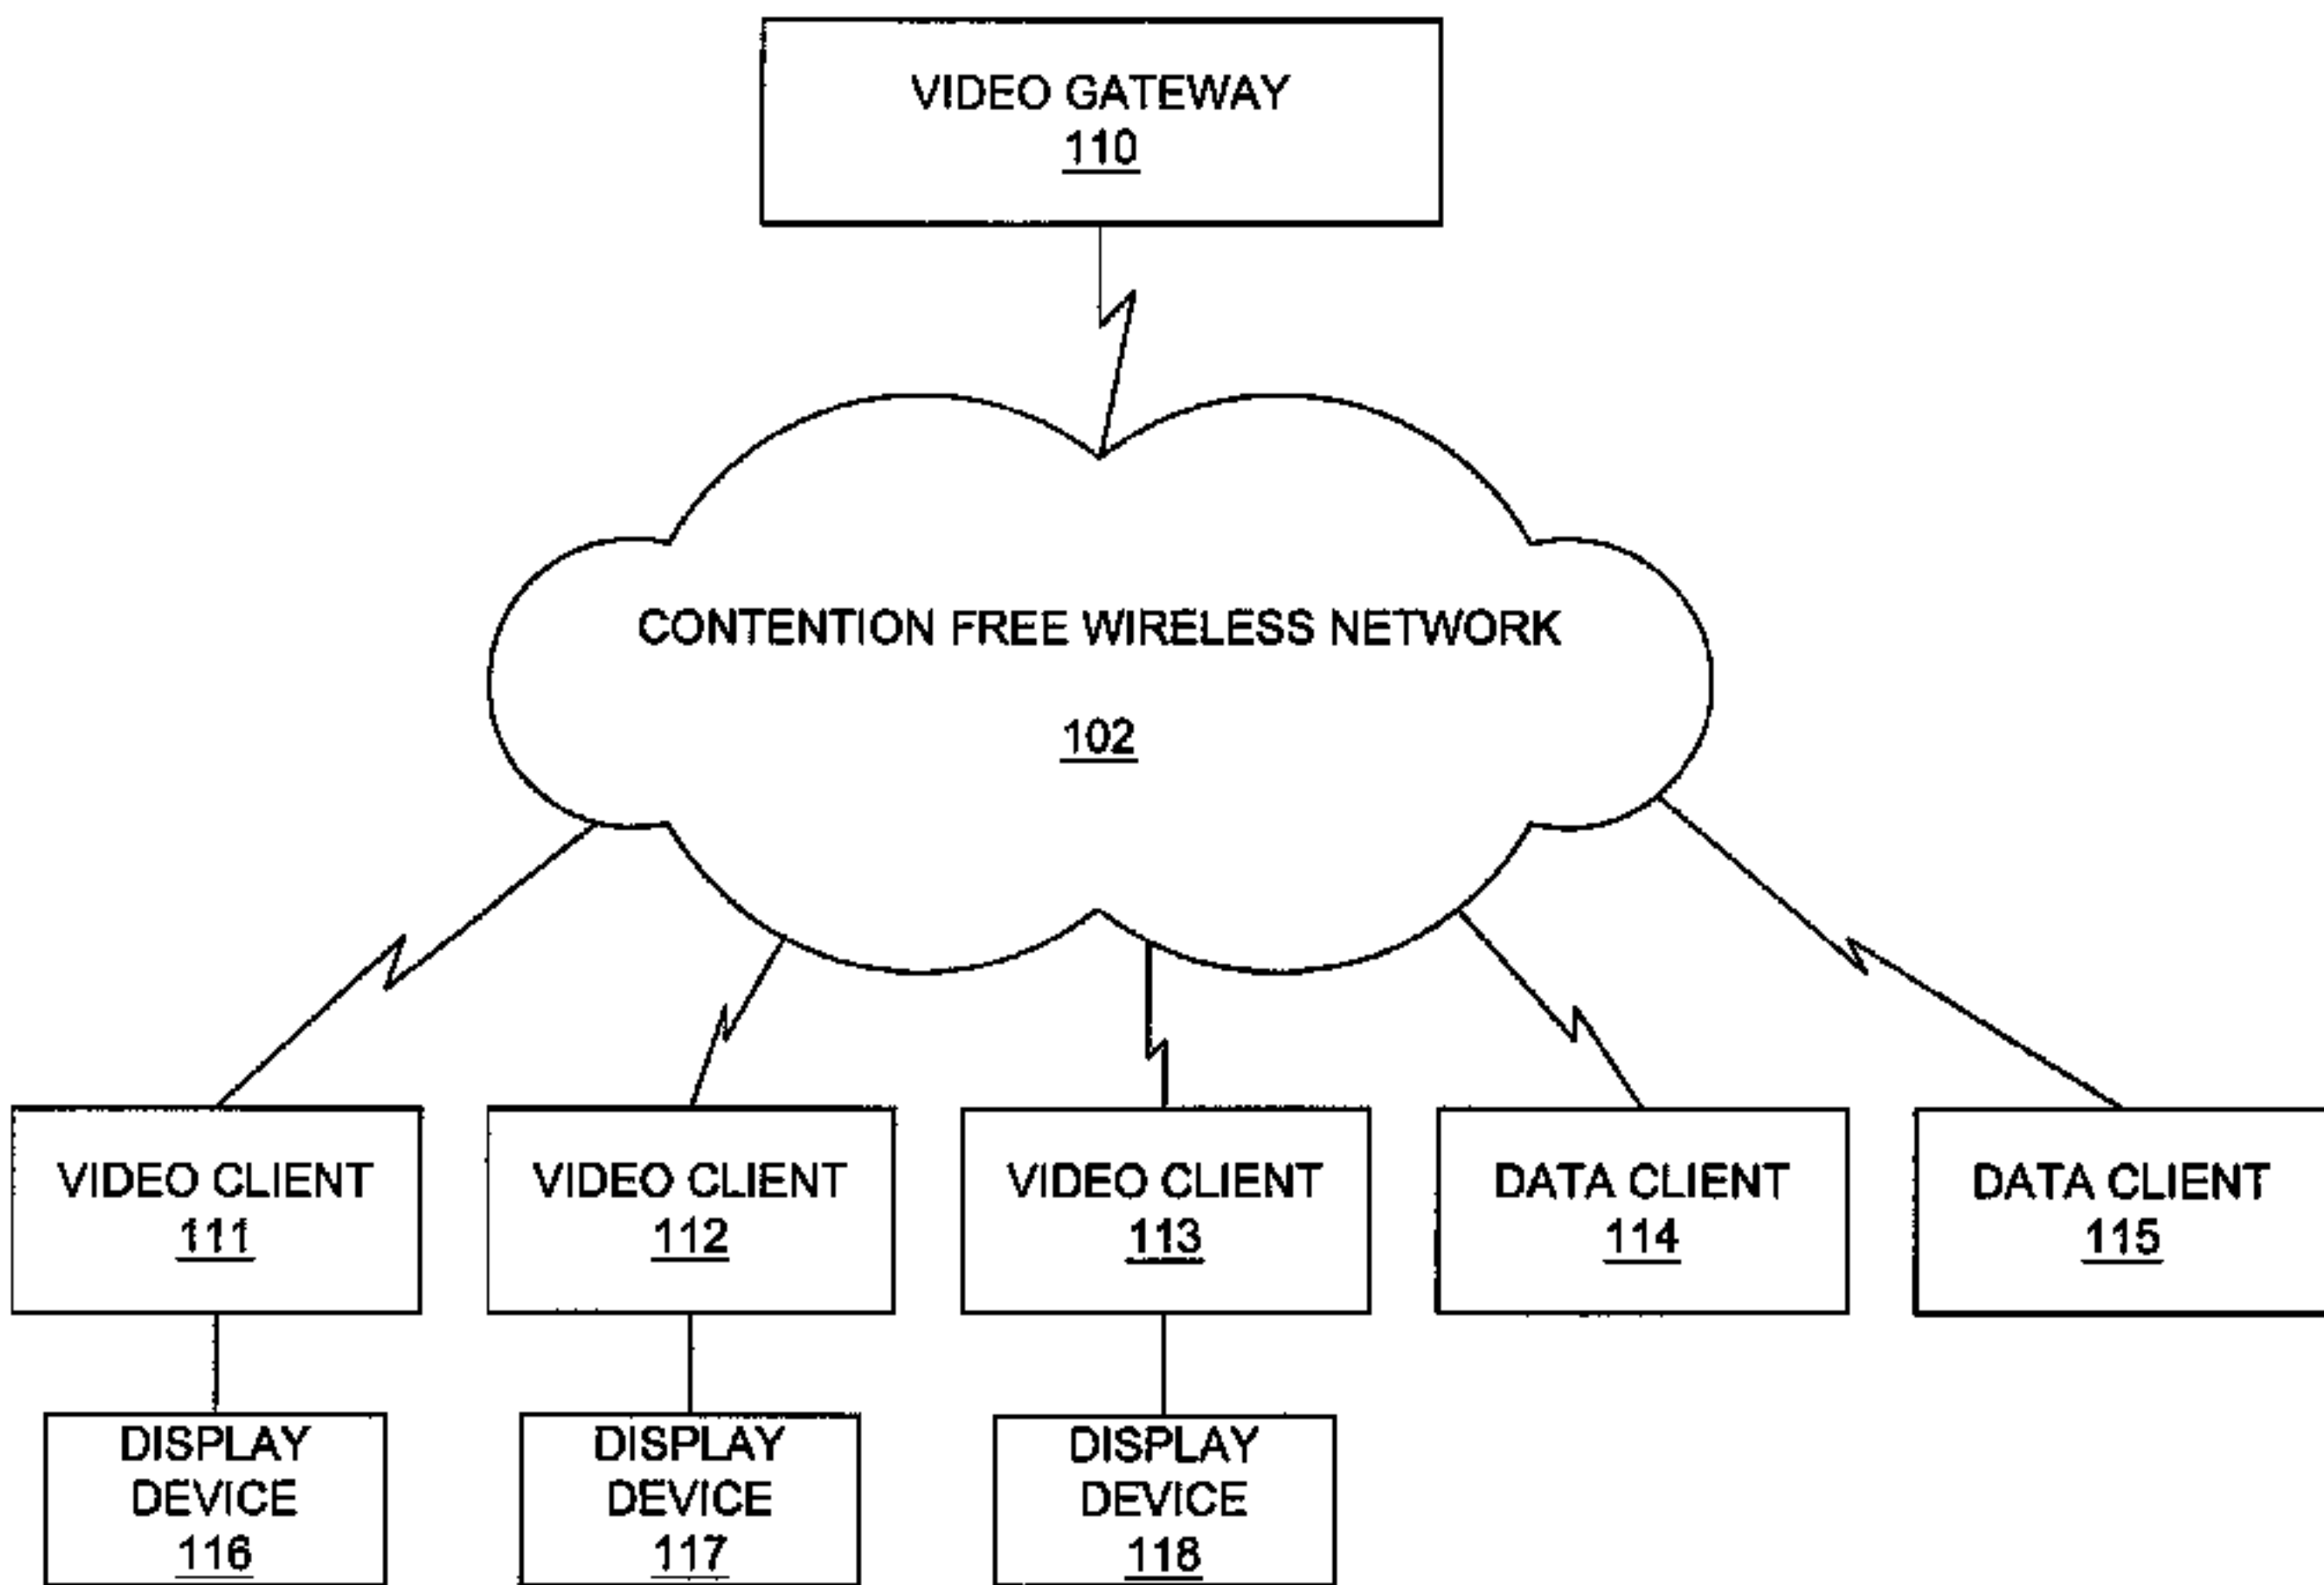 VIDEO GATEWAY
110
CONTENTION FREE WIRELESS NETWORK
102
VIDEO CLIENT
111
VIDEO CLIENT
112
VIDEO CLIENT
113
DATA CLIENT
114
DATA CLIENT
115
DISPLAY
DEVICE
116
DISPLAY
DEVICE
117
DISPLAY
DEVICE
118